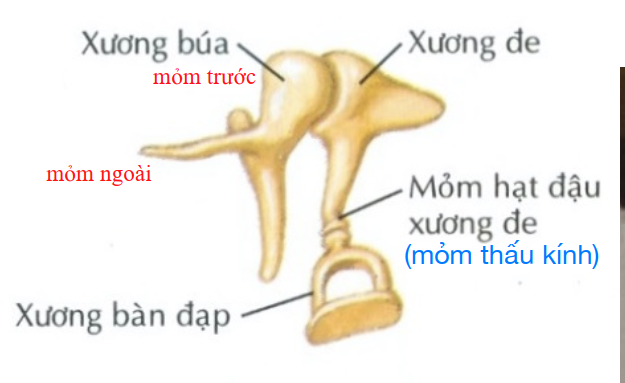 Xương búa
Xương đe
mỏm trước
mỏm ngoài
Mỏm hạt đậu
xương đe
(mỏm thấu kính)
Xương bàn đạp